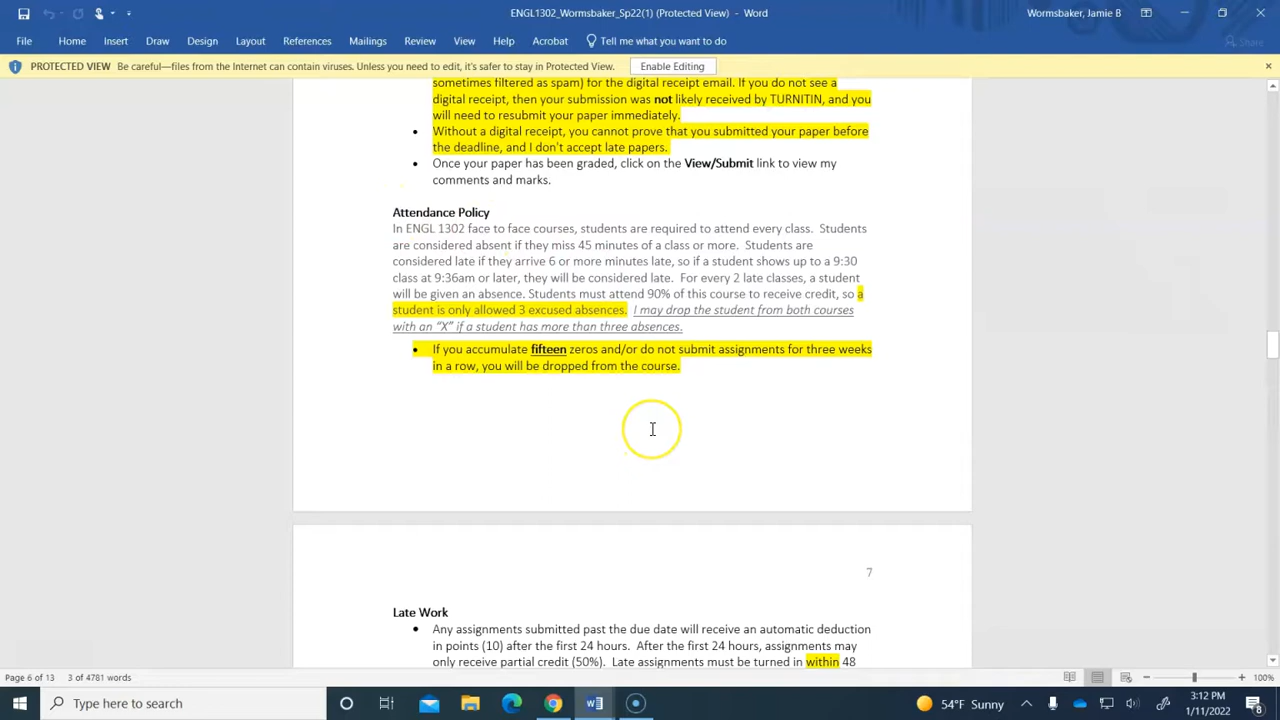 ENGL1302_Wormsbaker_Sp22(1) (Protected View) - Word
Wormsbaker, Jamie B
File Home Insert Draw Design Layout References Mailings Review View Help Acrobat Tell me what you want to do
Share
PROTECTED VIEW Be careful—files from the Internet can contain viruses. Unless you need to edit, it's safer to stay in Protected View. Enable Editing
sometimes filtered as spam) for the digital receipt email. If you do not see a
digital receipt, then your submission was not likely received by TURNITIN, and you
will need to resubmit your paper immediately.
• Without a digital receipt, you cannot prove that you submitted your paper before
the deadline, and I don't accept late papers.
• Once your paper has been graded, click on the View/Submit link to view my
comments and marks.
Attendance Policy
In ENGL 1302 face to face courses, students are required to attend every class. Students
are considered absent if they miss 45 minutes of a class or more. Students are
considered late if they arrive 6 or more minutes late, so if a student shows up to a 9:30
class at 9:36am or later, they will be considered late. For every 2 late classes, a student
will be given an absence. Students must attend 90% of this course to receive credit, so a
student is only allowed 3 excused absences. I may drop the student from both courses
with an “X” if a student has more than three absences.
• If you accumulate fifteen zeros and/or do not submit assignments for three weeks
in a row, you will be dropped from the course.
7
Late Work
• Any assignments submitted past the due date will receive an automatic deduction
in points (10) after the first 24 hours. After the first 24 hours, assignments may
only receive partial credit (50%). Late assignments must be turned in within 48
Page 6 of 13 3 of 4781 words
100%
Type here to search
54°F Sunny
3:12 PM
1/11/2022
8